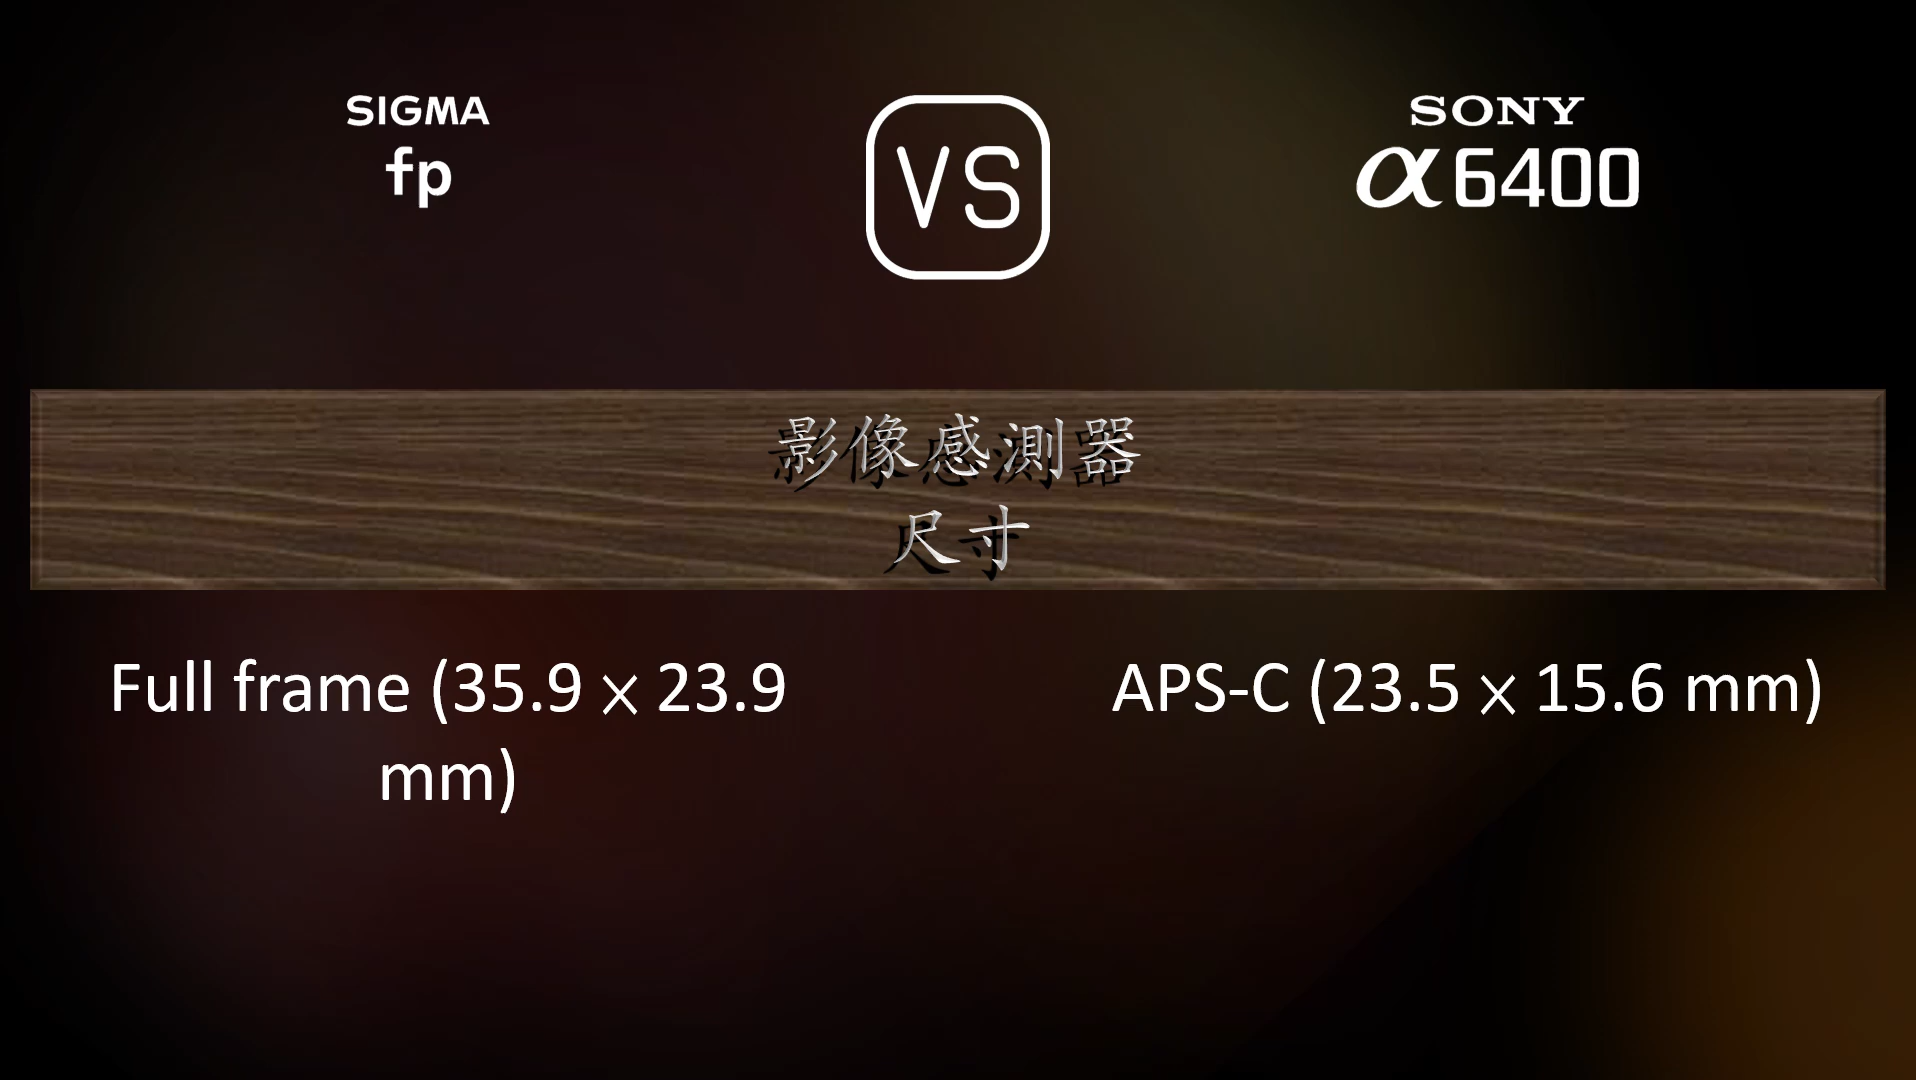 SIGMA
fp
VS
SONY
α6400
影像感測器
尺寸
Full frame (35.9 x 23.9
mm)
APS-C (23.5 x 15.6 mm)